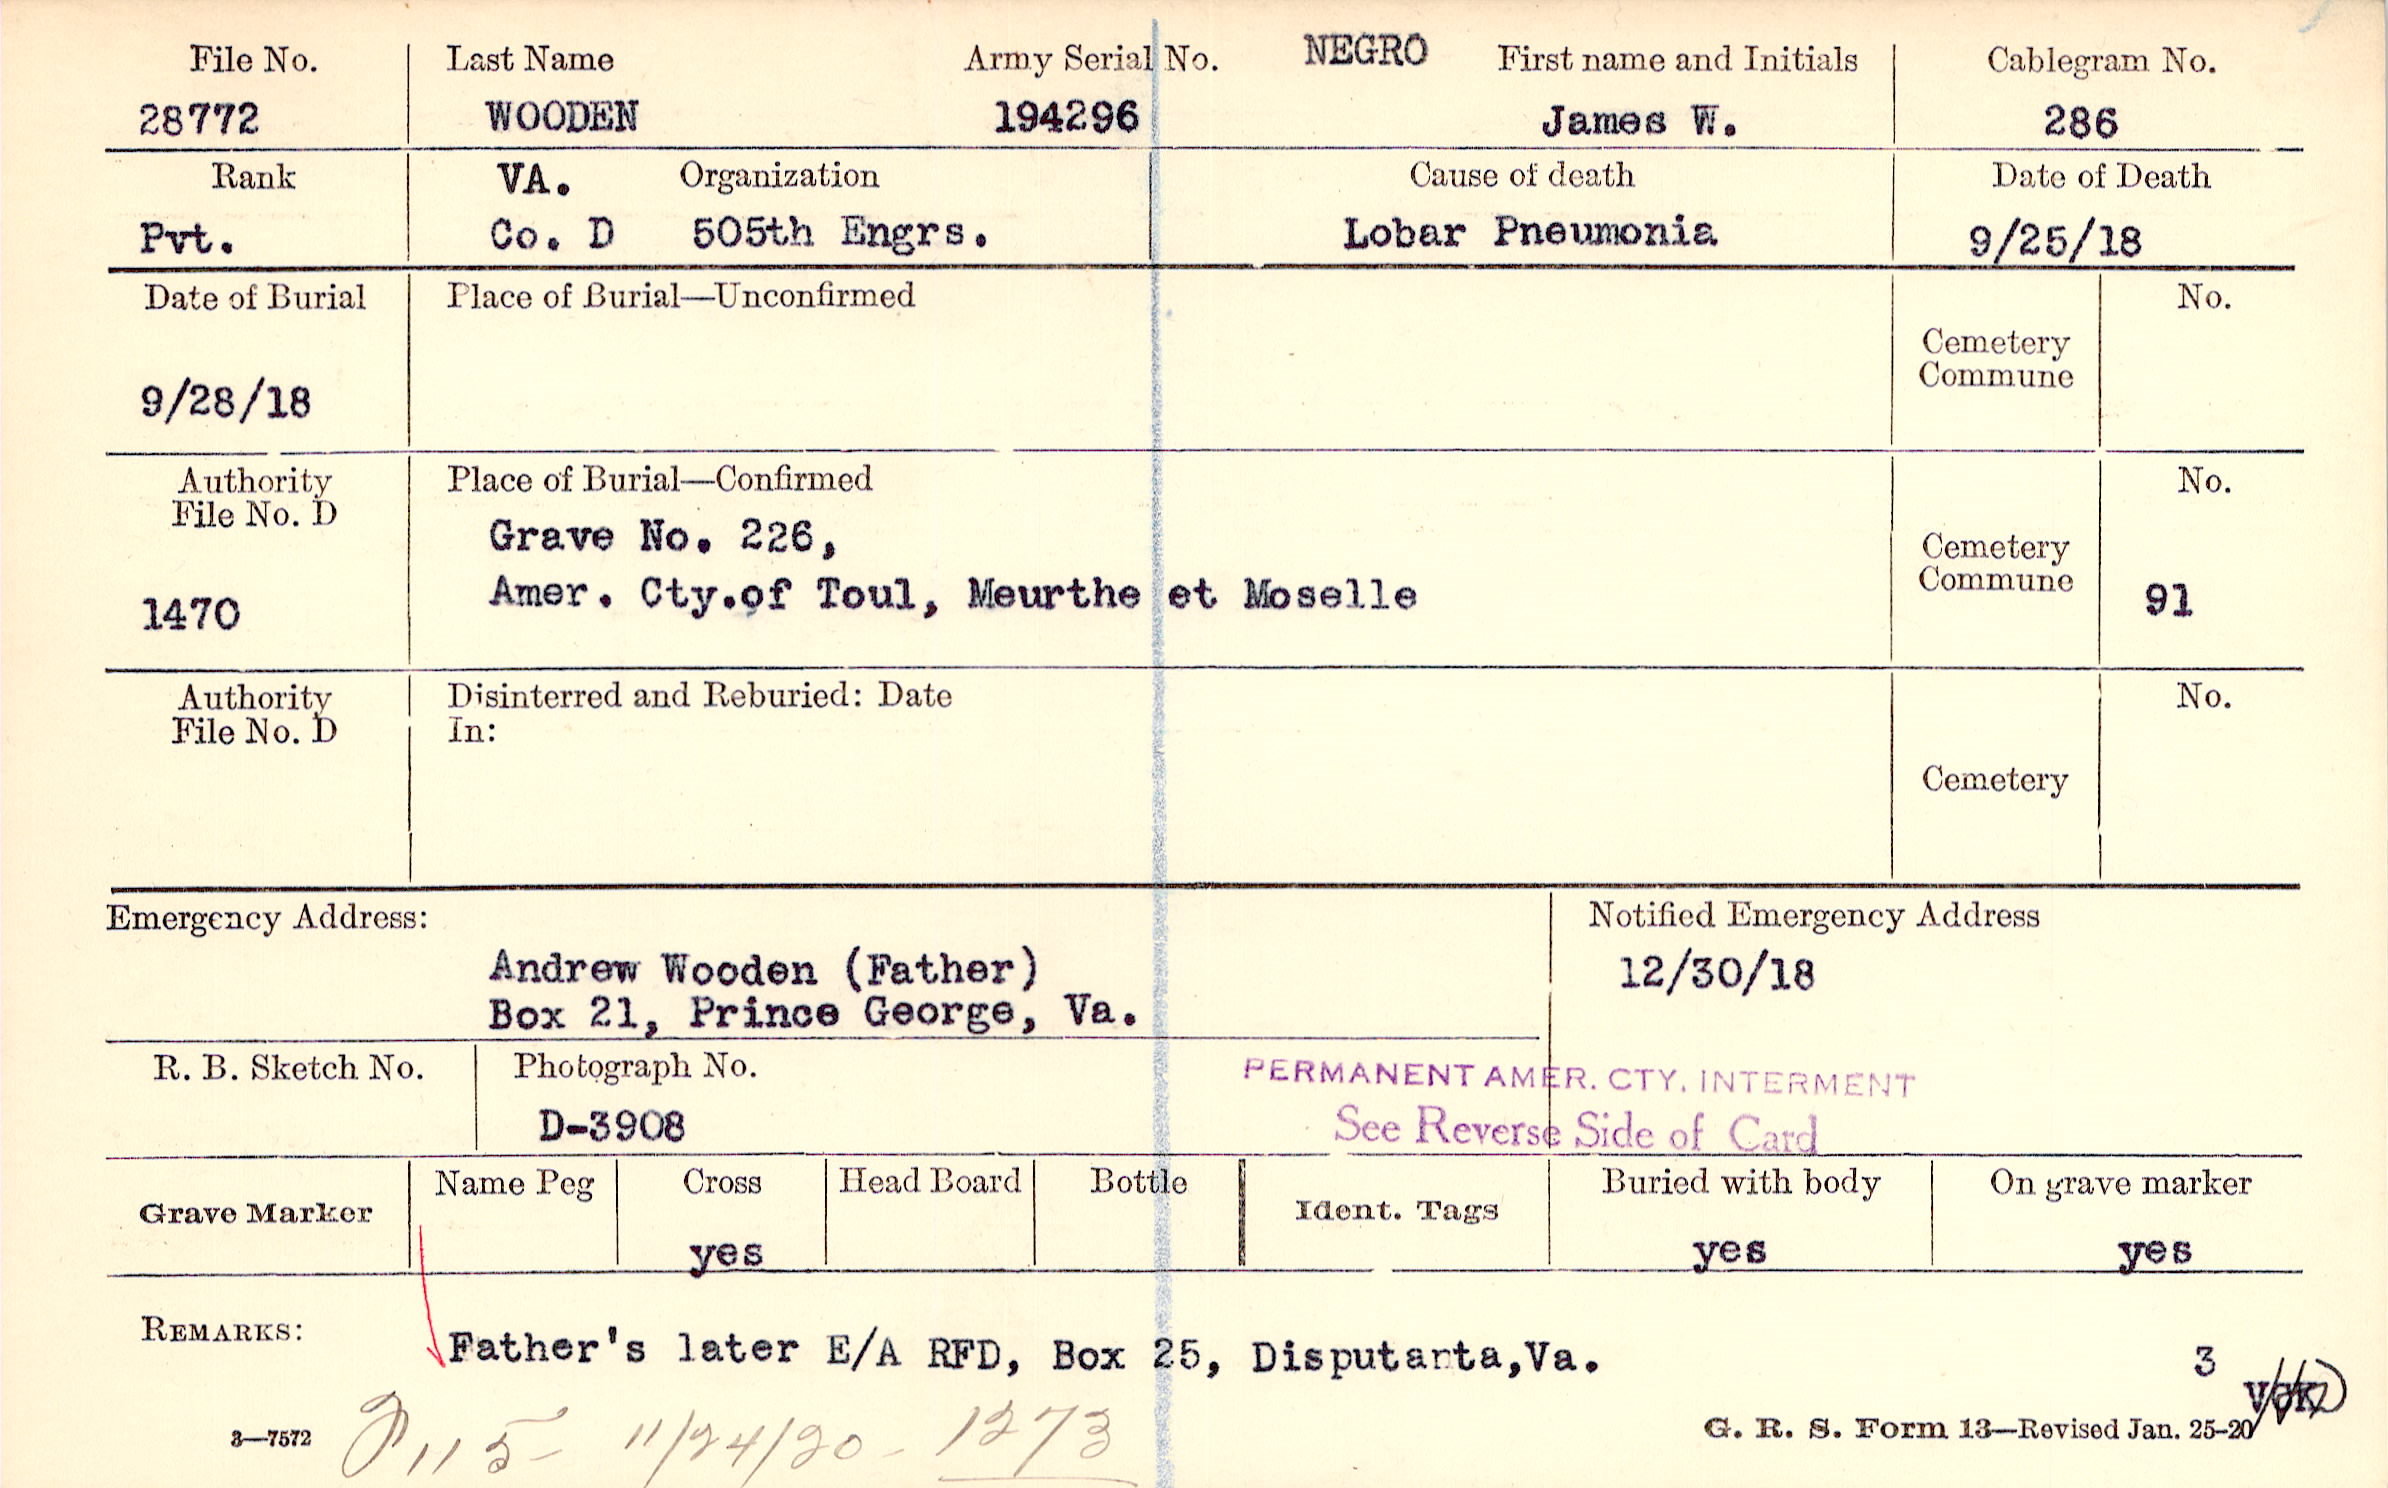 File No. Last Name Army Serial No. NEGRO First name and Initials Cablegram No.
28772 WOODEN 194296 James W. 286
Rank VA. Organization Cause of death Date of Death
Pvt. Co. D 505th Engrs. Lobar Pneumonia 9/25/18
Date of Burial Place of Burial—Unconfirmed No.
Cemetery
Commune
9/28/18
Authority Place of Burial—Confirmed No.
File No. D
Grave No. 226,
Cemetery
Commune
1470 Amer. Cty.of Toul, Meurthe et Moselle 91
Authority Disinterred and Reburied: Date No.
File No. D In:
Cemetery
Emergency Address: Notified Emergency Address
Andrew Wooden (Father) 12/30/18
Box 21, Prince George, Va.
R. B. Sketch No. Photograph No. PERMANENT AMER. CTY. INTERMENT
D-3908 See Reverse Side of Card
Name Peg Cross Head Board Bottle Buried with body On grave marker
Grave Marker Ident. Tags
yes yes yes
REMARKS:
Father's later E/A RFD, Box 25, Disputanta,Va. 3
3—7572 115- 11/24/20- 1273 G. R. S. Form 13—Revised Jan. 25-20